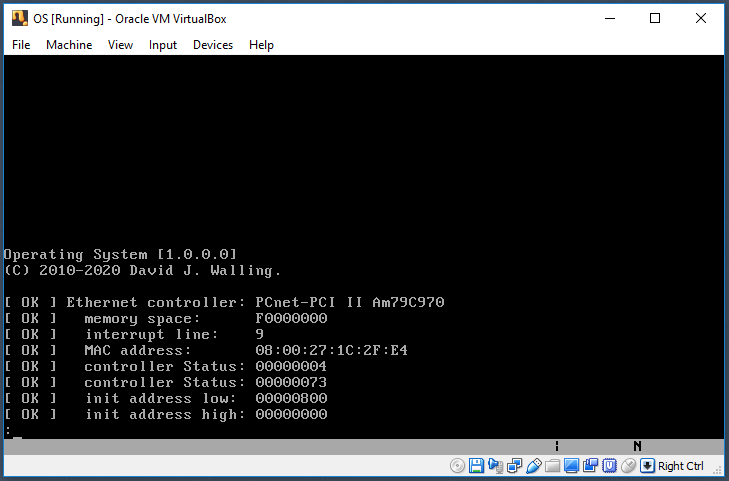 OS [Running] - Oracle VM VirtualBox
File Machine View Input Devices Help
Operating System [1.0.0.0]
(C) 2010-2020 David J. Walling.
[ OK ] Ethernet controller: PCnet-PCI II Am79C970
[ OK ]   memory space:      F0000000
[ OK ]   interrupt line:    9
[ OK ]   MAC address:       08:00:27:1C:2F:E4
[ OK ]   controller Status: 00000004
[ OK ]   controller Status: 00000073
[ OK ]   init address low:  00000800
[ OK ]   init address high: 00000000
:_
i N
Right Ctrl